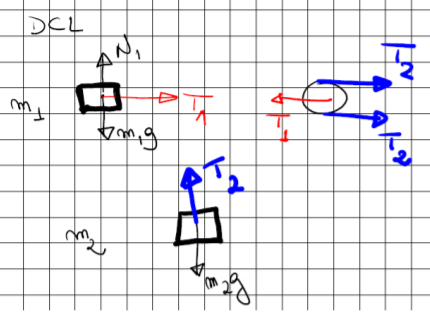 DCL
N₁
m₁
T₁
m₁g
T₁
T₂
T₂
T₂
m₂
m₂g